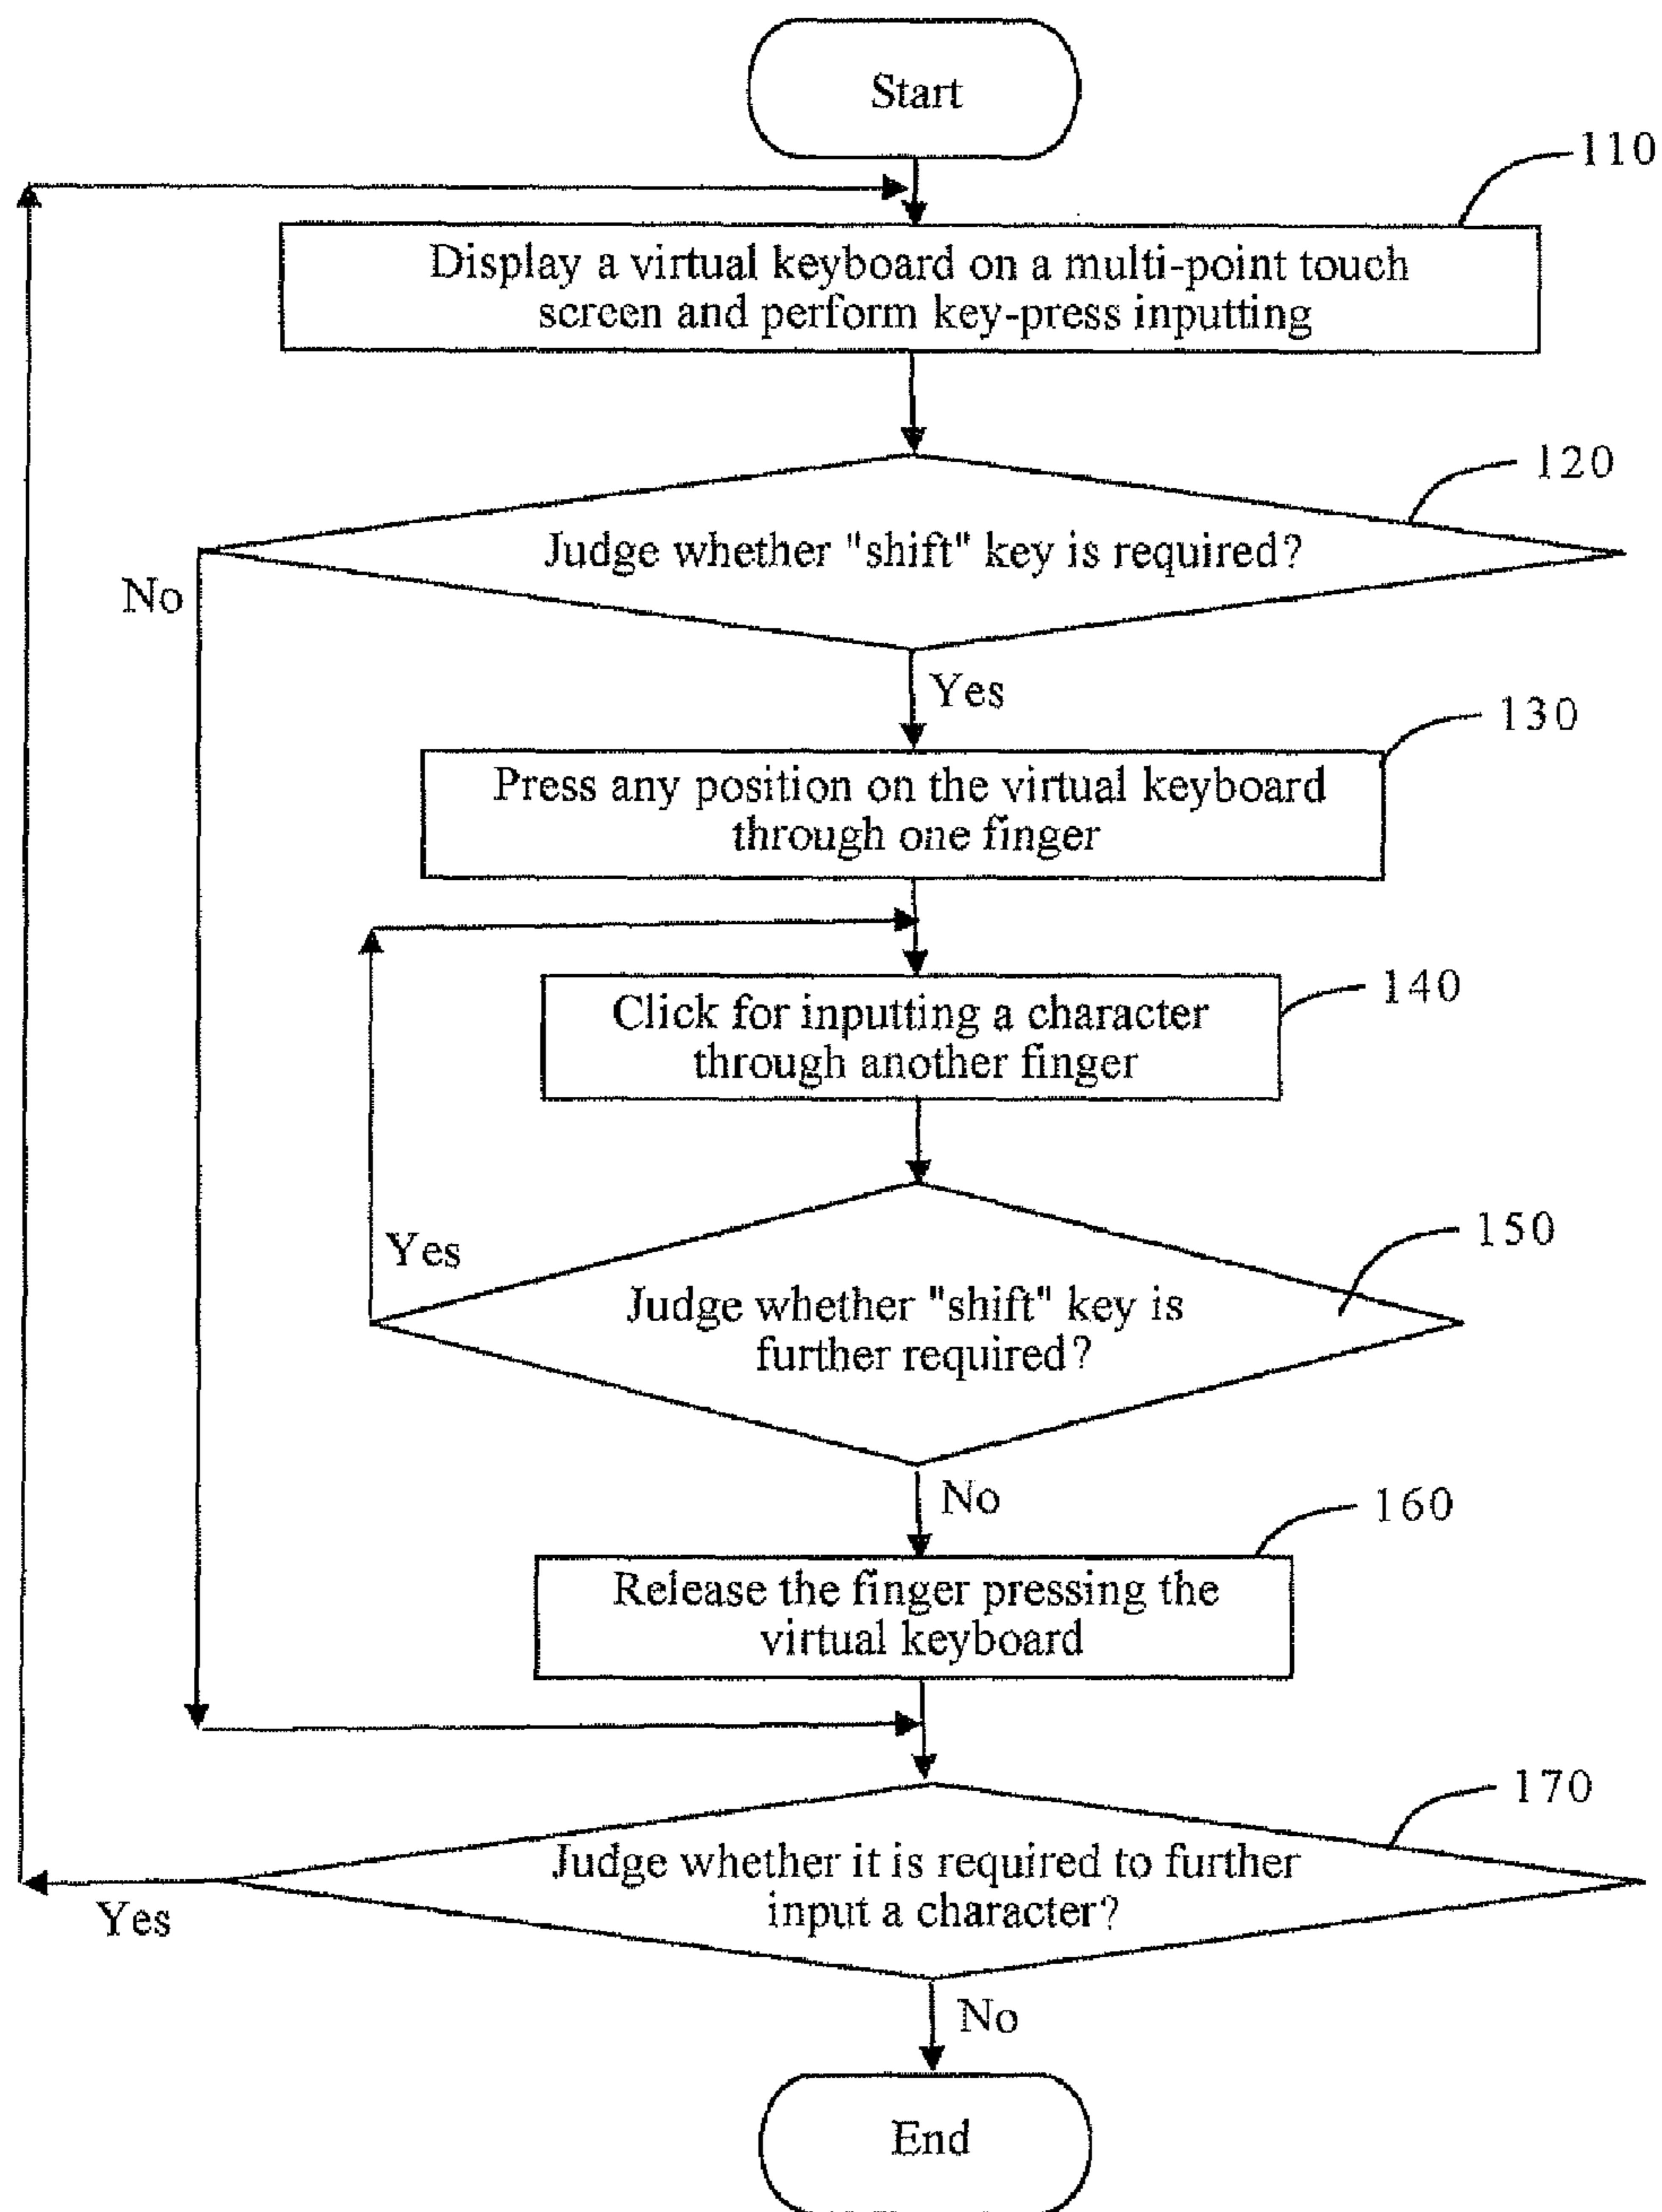 Start
110
Display a virtual keyboard on a multi-point touch
screen and perform key-press inputting
120
Judge whether "shift" key is required?
No
Yes
130
Press any position on the virtual keyboard
through one finger
140
Click for inputting a character
through another finger
150
Yes
Judge whether "shift" key is
further required?
No
160
Release the finger pressing the
virtual keyboard
170
Judge whether it is required to further
input a character?
Yes
No
End